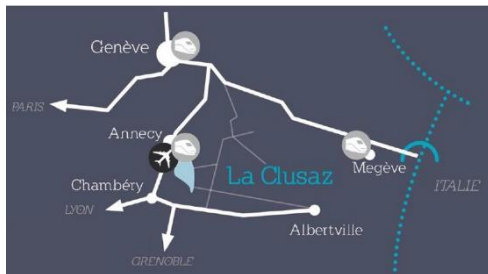 Genève
PARIS
Annecy
La Clusaz
Megève
Chambéry
ITALIE
LYON
Albertville
GRENOBLE